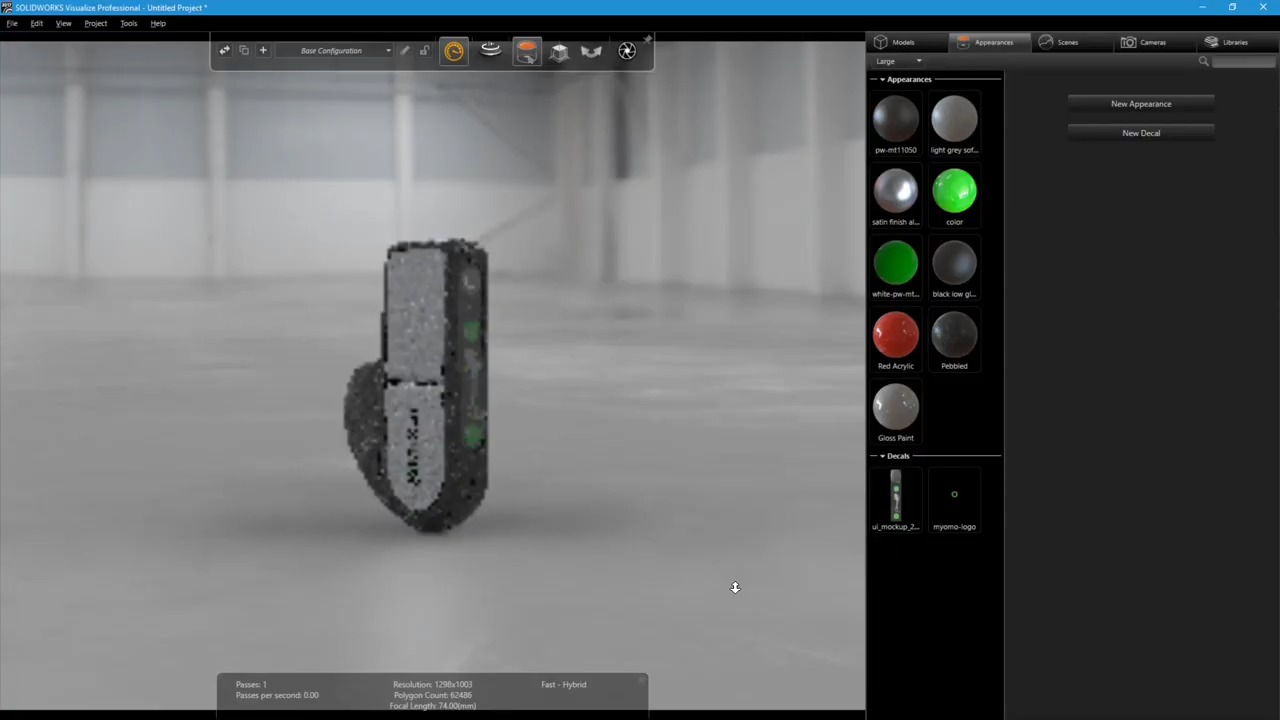 SOLIDWORKS Visualize Professional - Untitled Project *
File Edit View Project Tools Help
Base Configuration
Models Appearances Scenes Cameras Libraries
Large
Appearances
pw-mt11050 light grey sof...
satin finish al... color
white-pw-mt... black low gl...
Red Acrylic Pebbled
Gloss Paint
Decals
ui_mockup_2... myomo-logo
New Appearance
New Decal
Passes: 1
Passes per second: 0.00
Resolution: 1298x1003
Polygon Count: 62486
Focal Length: 74.00(mm)
Fast - Hybrid